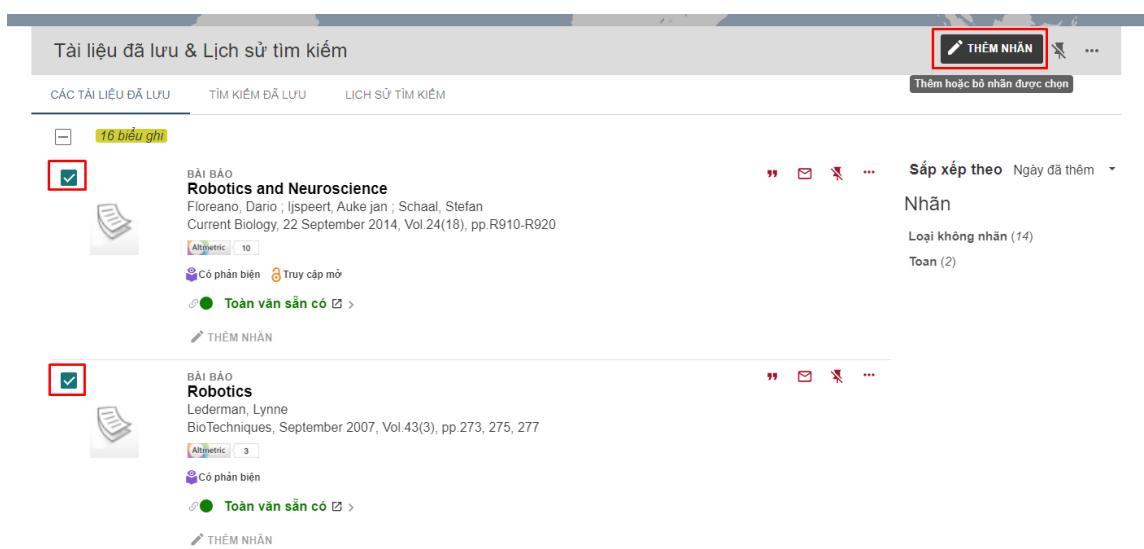 Tài liệu đã lưu & Lịch sử tìm kiếm
THÊM NHÃN
Thêm hoặc bỏ nhãn được chọn
CÁC TÀI LIỆU ĐÃ LƯU
TÌM KIẾM ĐÃ LƯU
LỊCH SỬ TÌM KIẾM
16 biểu ghi
BÀI BÁO
Robotics and Neuroscience
Floreano, Dario ; Ijspeert, Auke jan ; Schaal, Stefan
Current Biology, 22 September 2014, Vol.24(18), pp.R910-R920
Altmetric 10
Có phản biện Truy cập mở
Toàn văn sẵn có
THÊM NHÃN
BÀI BÁO
Robotics
Lederman, Lynne
BioTechniques, September 2007, Vol.43(3), pp.273, 275, 277
Altmetric 3
Có phản biện
Toàn văn sẵn có
THÊM NHÃN
Sắp xếp theo Ngày đã thêm
Nhãn
Loại không nhãn (14)
Toan (2)